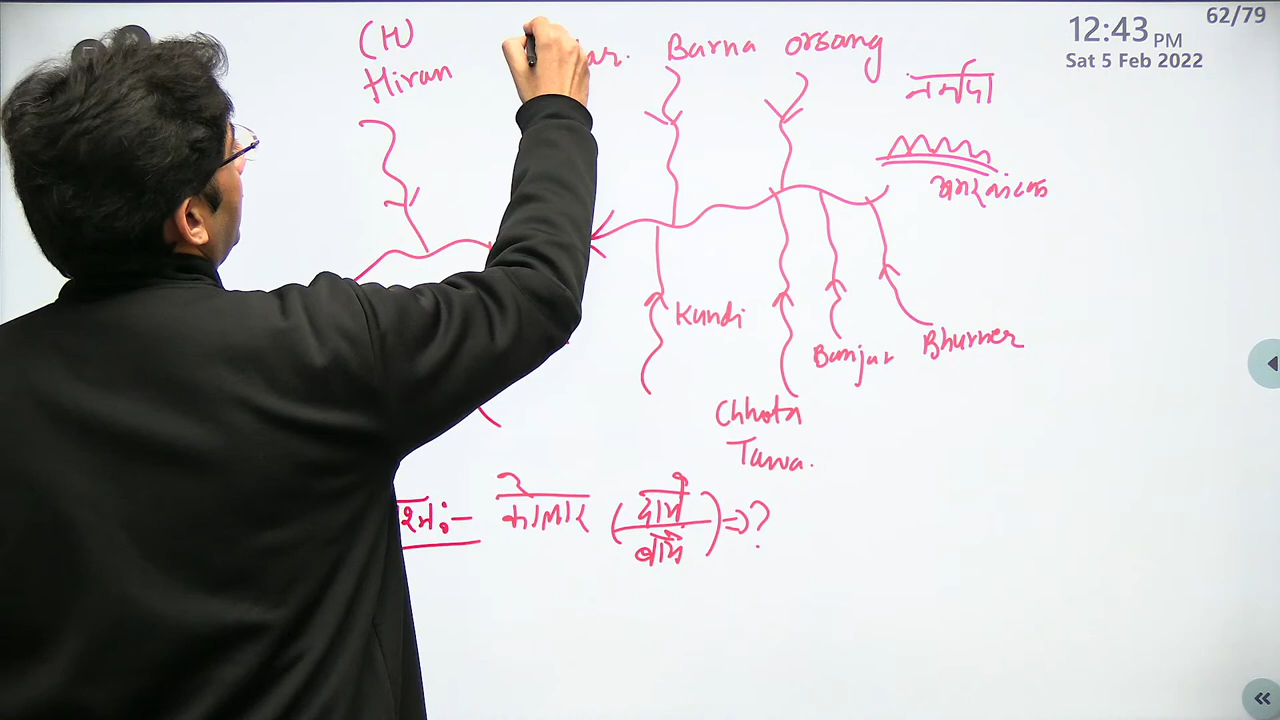 62/79
12:43 PM
Sat 5 Feb 2022
(H)
Hiran
Barna
orsang
नर्मदा
अमरकंटक
Kundi
Banjar
Bhurner
Chhota
Tawa.
दायें
बायें
=> ?